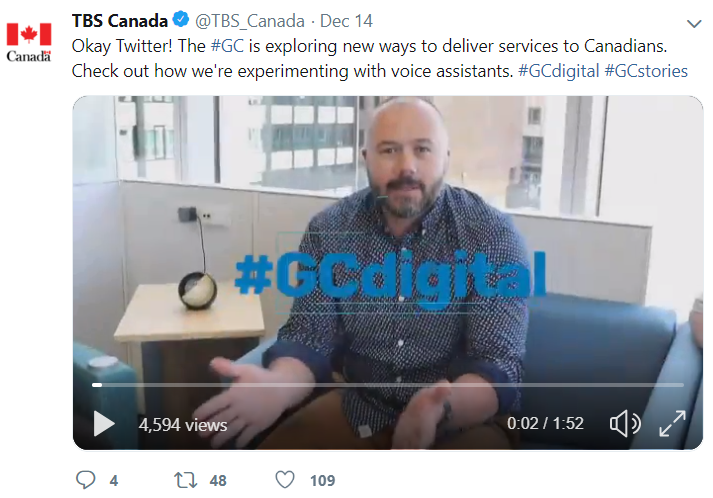 TBS Canada @TBS_Canada · Dec 14
Okay Twitter! The #GC is exploring new ways to deliver services to Canadians.
Check out how we're experimenting with voice assistants. #GCdigital #GCstories
Canada
#GCdigital
4,594 views 0:02 / 1:52
4 48 109